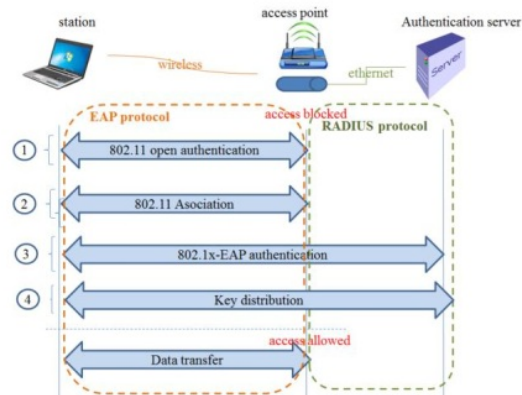 station
access point
Authentication server
wireless
ethernet
Server
EAP protocol
access blocked
RADIUS protocol
1
802.11 open authentication
2
802.11 Asociation
3
802.1x-EAP authentication
4
Key distribution
access allowed
Data transfer